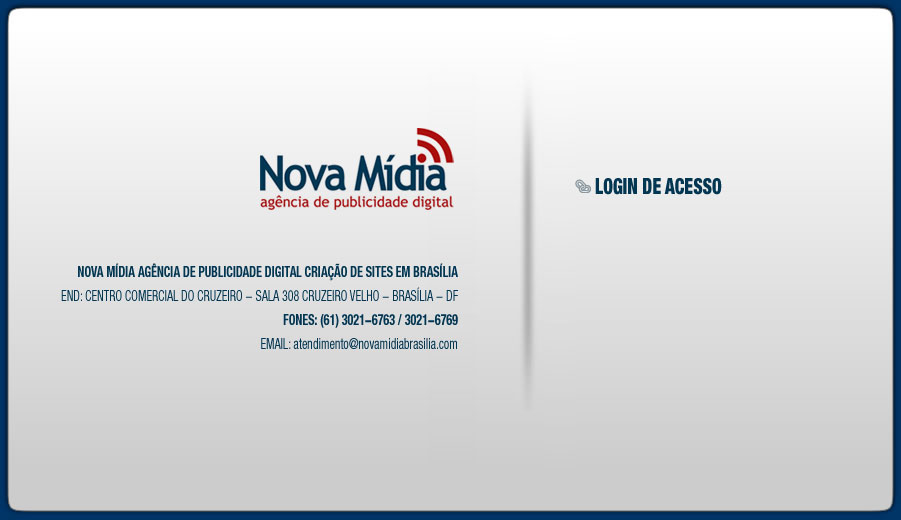 Nova Mídia
agência de publicidade digital
NOVA MÍDIA AGÊNCIA DE PUBLICIDADE DIGITAL CRIAÇÃO DE SITES EM BRASÍLIA
END: CENTRO COMERCIAL DO CRUZEIRO – SALA 308 CRUZEIRO VELHO – BRASÍLIA – DF
FONES: (61) 3021–6763 / 3021–6769
EMAIL: atendimento@novamidiabrasilia.com
LOGIN DE ACESSO